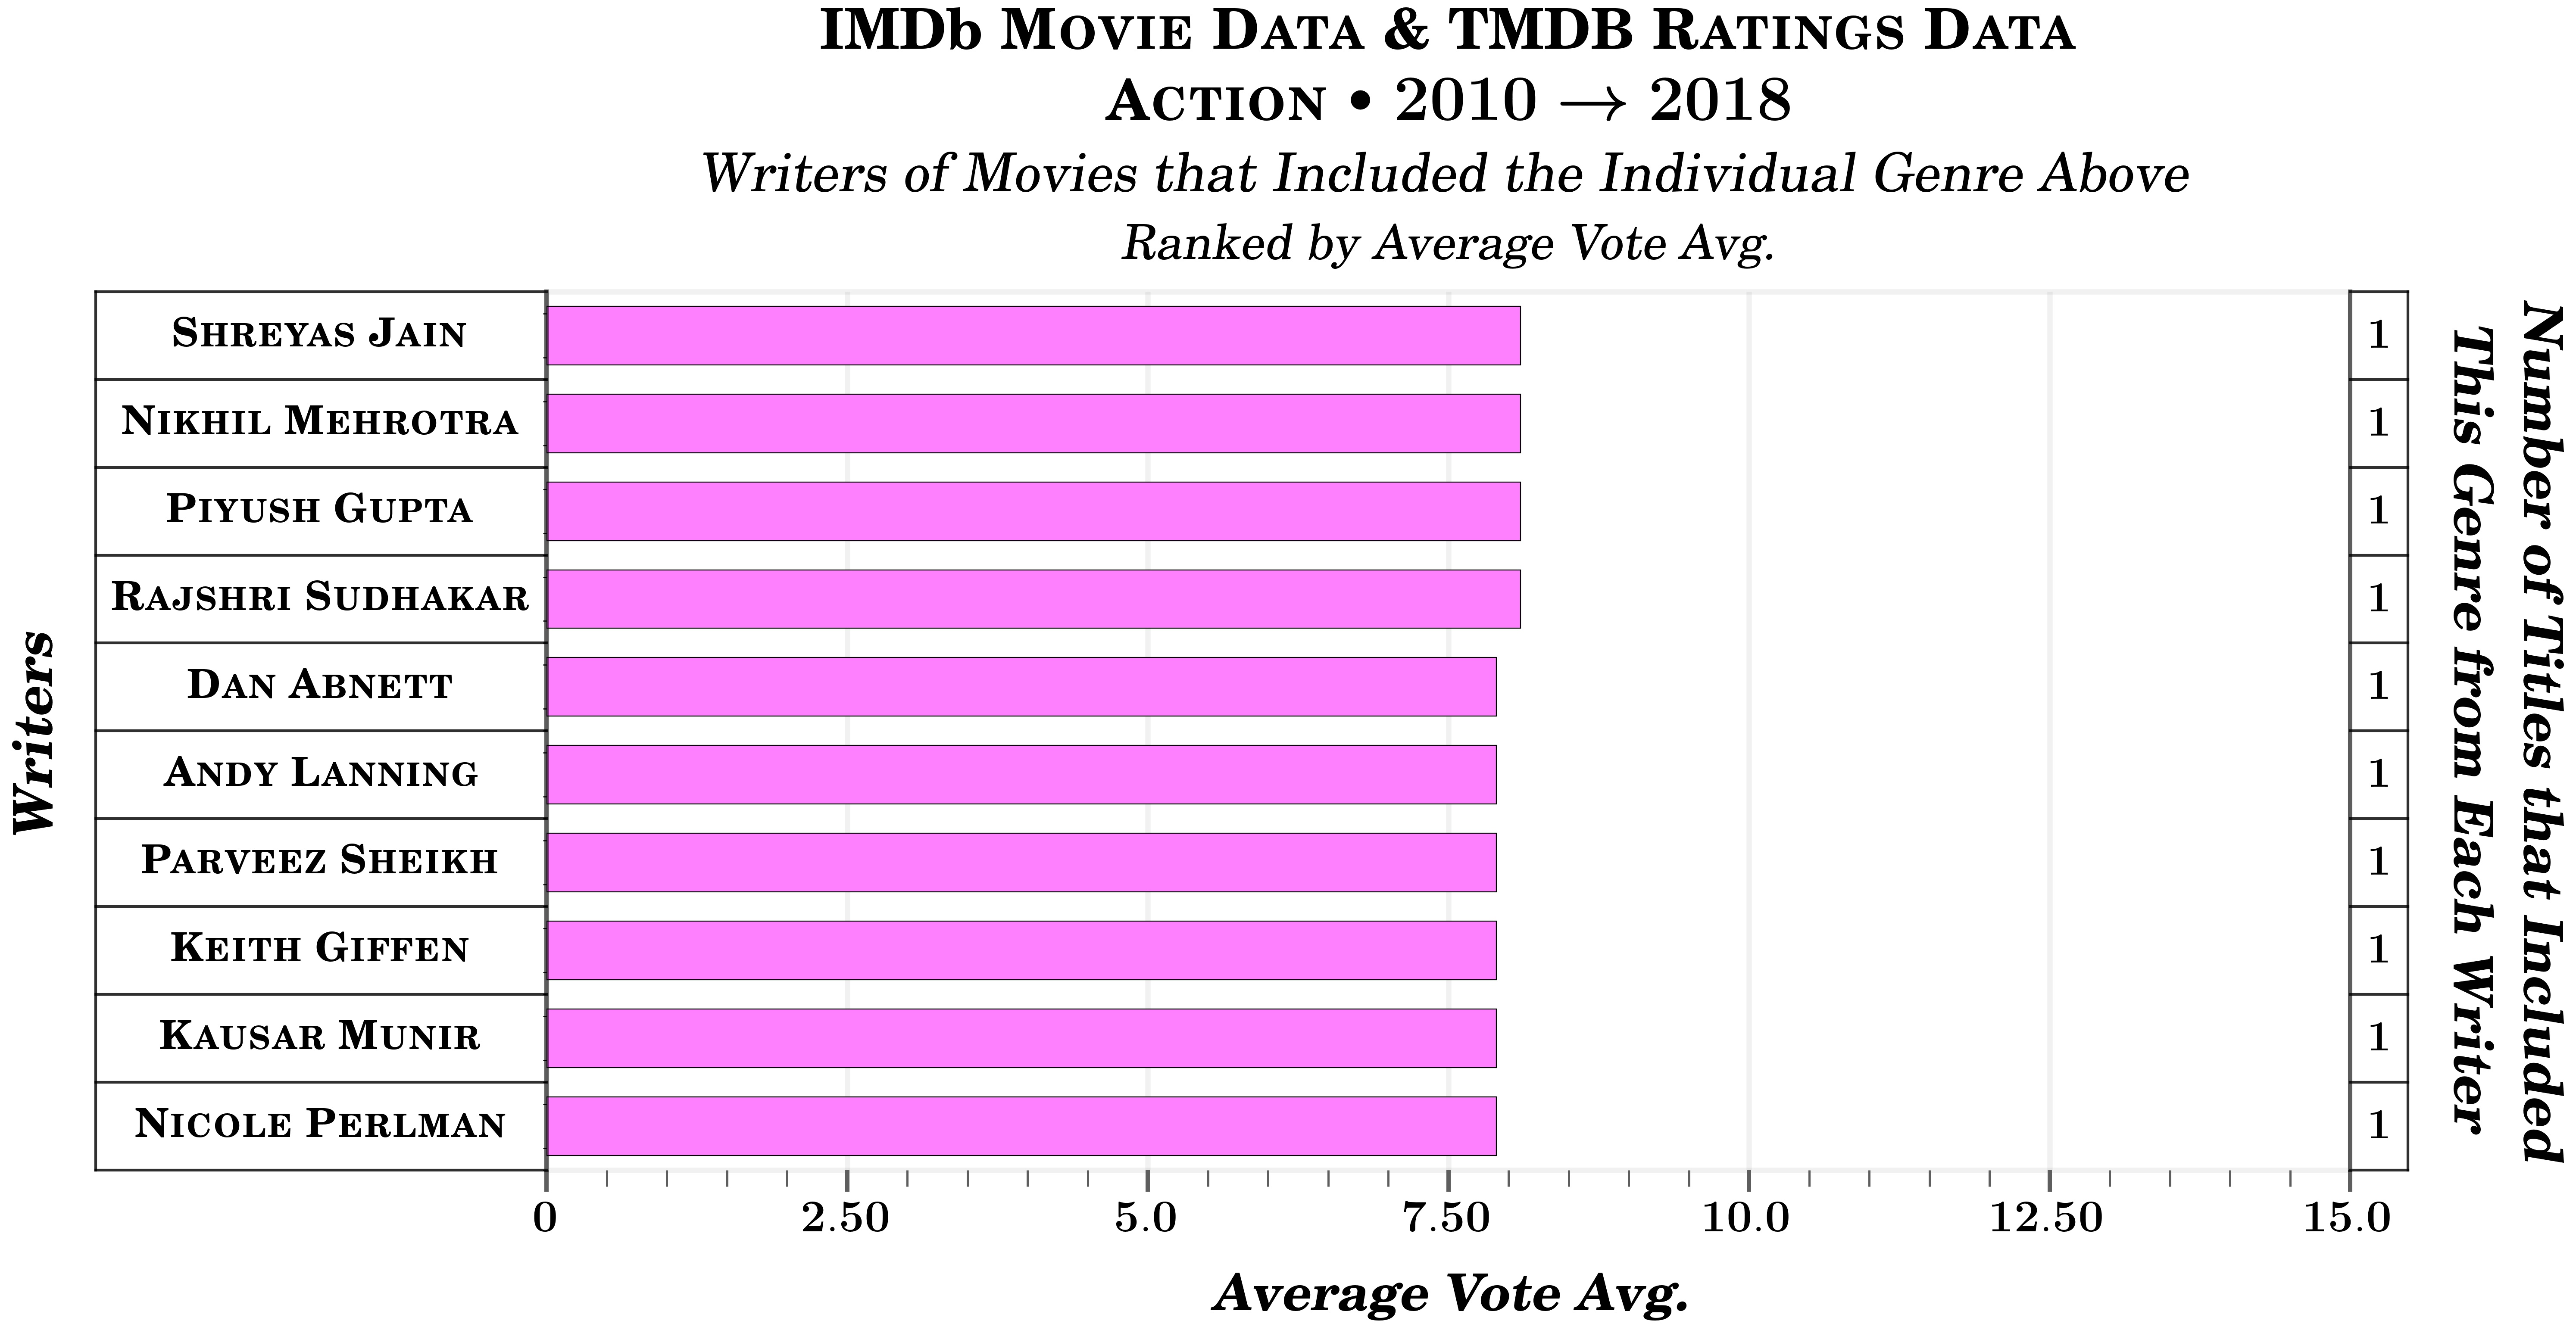 IMDb Movie Data & TMDB Ratings Data
Action • 2010 → 2018
Writers of Movies that Included the Individual Genre Above
Ranked by Average Vote Avg.
Writers
Shreyas Jain 1
Nikhil Mehrotra 1
Piyush Gupta 1
Rajshri Sudhakar 1
Dan Abnett 1
Andy Lanning 1
Parveez Sheikh 1
Keith Giffen 1
Kausar Munir 1
Nicole Perlman 1
Number of Titles that Included
This Genre from Each Writer
0 2.50 5.0 7.50 10.0 12.50 15.0
Average Vote Avg.